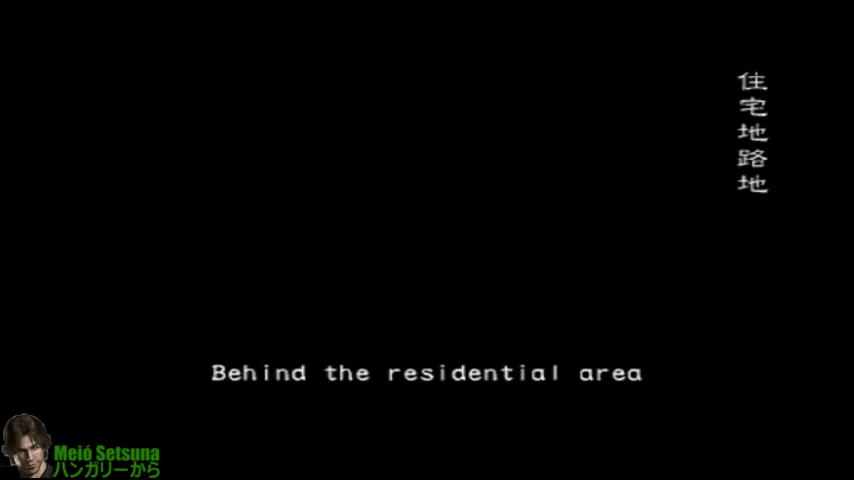 住宅地路地
Behind the residential area
Meió Setsuna
ハンガリーから